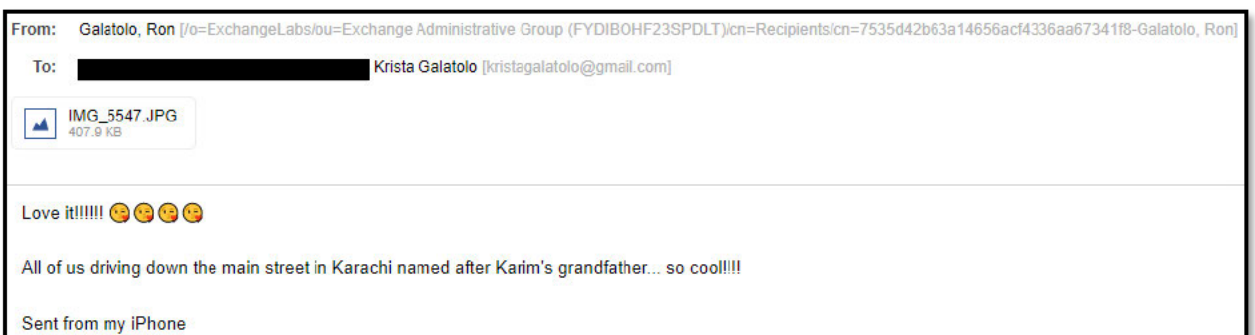 From: Galatolo, Ron [/o=ExchangeLabs/ou=Exchange Administrative Group (FYDIBOHF23SPDLT)/cn=Recipients/cn=7535d42b63a14656acf4336aa67341f8-Galatolo, Ron]
To: Krista Galatolo [kristagalatolo@gmail.com]
IMG_5547.JPG
407.9 KB
Love it!!!!!! 😋😋😋😋
All of us driving down the main street in Karachi named after Karim's grandfather... so cool!!!!
Sent from my iPhone